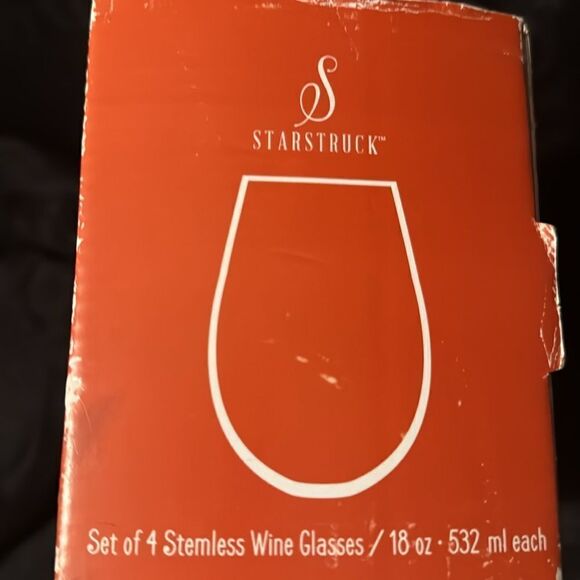 S
STARSTRUCK™
Set of 4 Stemless Wine Glasses / 18 oz · 532 ml each